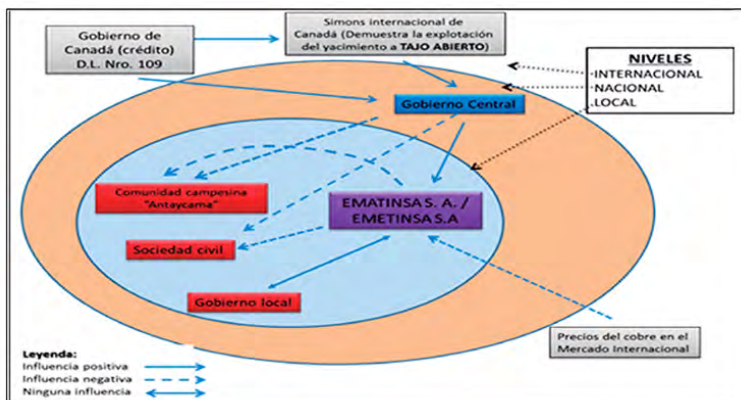 Gobierno de
Canadá (crédito)
D.L. Nro. 109
Simons internacional de
Canadá (Demuestra la explotación
del yacimiento a TAJO ABIERTO)
NIVELES
·INTERNACIONAL
·NACIONAL
·LOCAL
Gobierno Central
Comunidad campesina
"Antaycama"
EMATINSA S. A. /
EMETINSA S.A
Sociedad civil
Gobierno local
Precios del cobre en el
Mercado Internacional
Leyenda:
Influencia positiva
Influencia negativa
Ninguna influencia